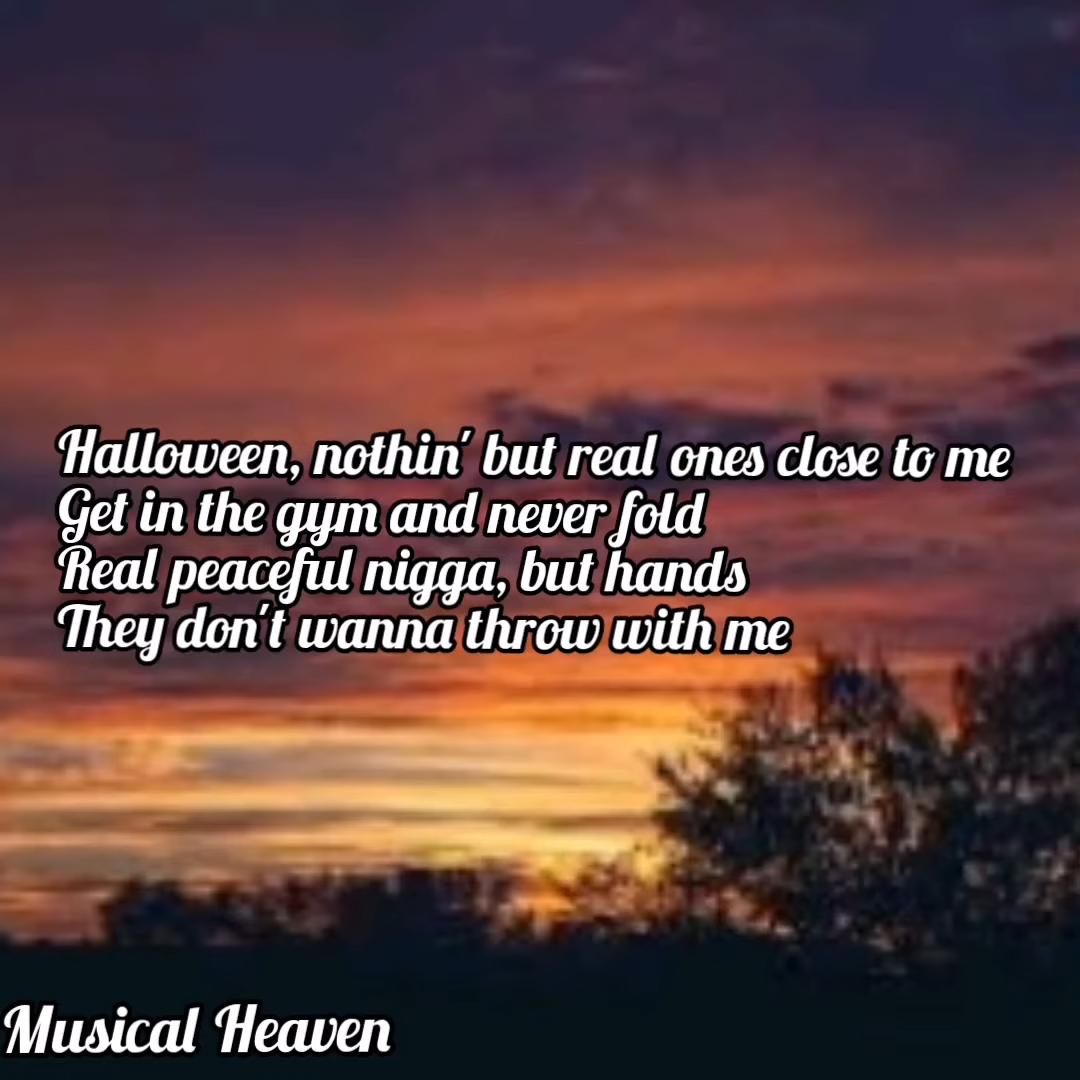 Halloween, nothin' but real ones close to me
Get in the gym and never fold
Real peaceful nigga, but hands
They don't wanna throw with me
Musical Heaven